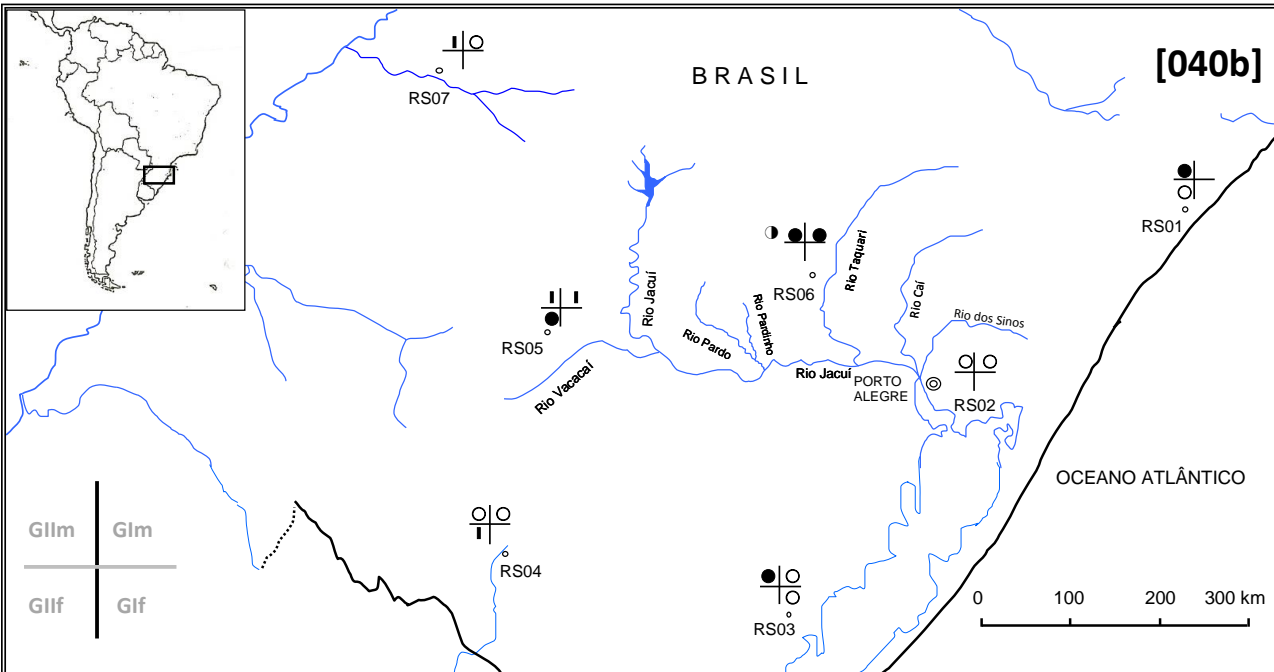 BRASIL
[040b]
RS07
RS01
RS06
Rio Taquari
Rio Caí
Rio dos Sinos
Rio Jacuí
RS05
Rio Pardo
Rio Pardinho
Rio Vacacaí
Rio Jacuí
PORTO
ALEGRE
RS02
OCEANO ATLÂNTICO
GIIm
GIm
GIIf
GIf
RS04
RS03
0 100 200 300 km